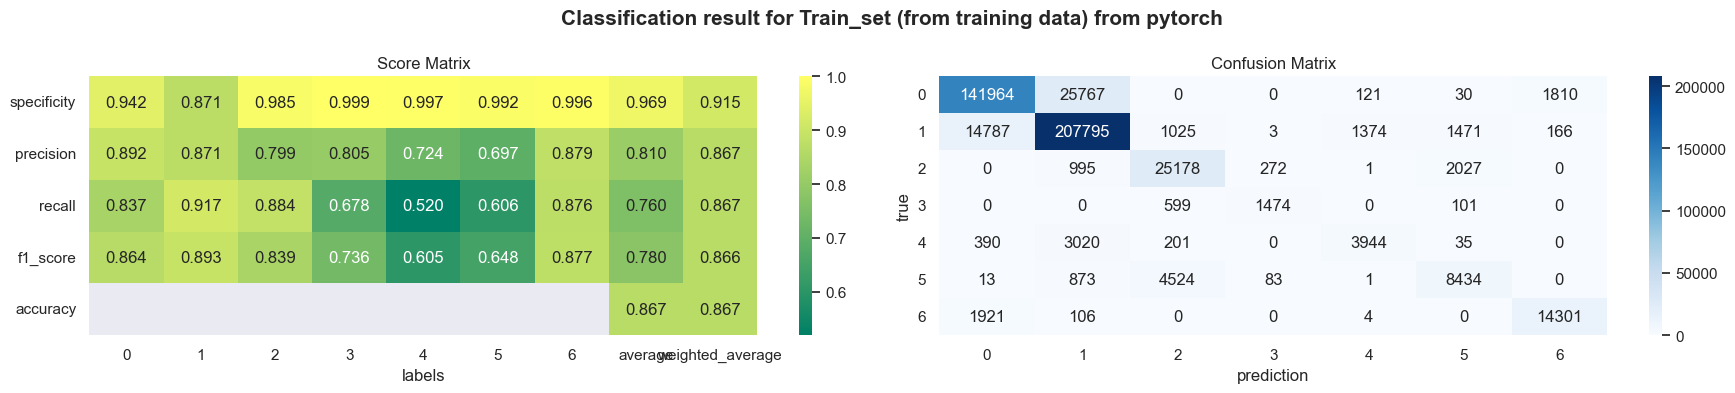 Classification result for Train_set (from training data) from pytorch
Score Matrix
specificity 0.942 0.871 0.985 0.999 0.997 0.992 0.996 0.969 0.915
precision 0.892 0.871 0.799 0.805 0.724 0.697 0.879 0.810 0.867
recall 0.837 0.917 0.884 0.678 0.520 0.606 0.876 0.760 0.867
f1_score 0.864 0.893 0.839 0.736 0.605 0.648 0.877 0.780 0.866
accuracy 0.867 0.867
0 1 2 3 4 5 6 average weighted_average
labels
1.0
0.9
0.8
0.7
0.6
Confusion Matrix
true
0 141964 25767 0 0 121 30 1810
1 14787 207795 1025 3 1374 1471 166
2 0 995 25178 272 1 2027 0
3 0 0 599 1474 0 101 0
4 390 3020 201 0 3944 35 0
5 13 873 4524 83 1 8434 0
6 1921 106 0 0 4 0 14301
0 1 2 3 4 5 6
prediction
200000
150000
100000
50000
0